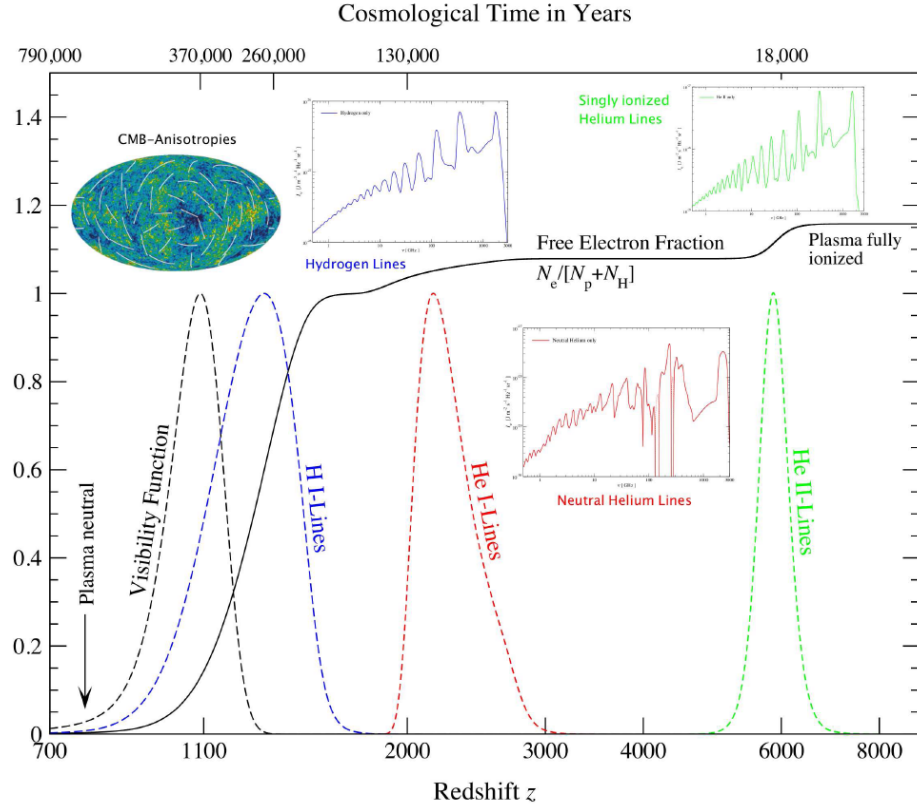 Cosmological Time in Years
790,000
370,000
260,000
130,000
18,000
1.4
1.2
1
0.8
0.6
0.4
0.2
0
CMB–Anisotropies
Hydrogen only
Hydrogen Lines
Singly ionized
Helium Lines
He II only
Free Electron Fraction
N_e/[N_p+N_H]
Plasma fully
ionized
Neutral Helium only
Neutral Helium Lines
Plasma neutral
Visibility Function
H I-Lines
He I-Lines
He II-Lines
700
1100
2000
3000
4000
6000
8000
Redshift z